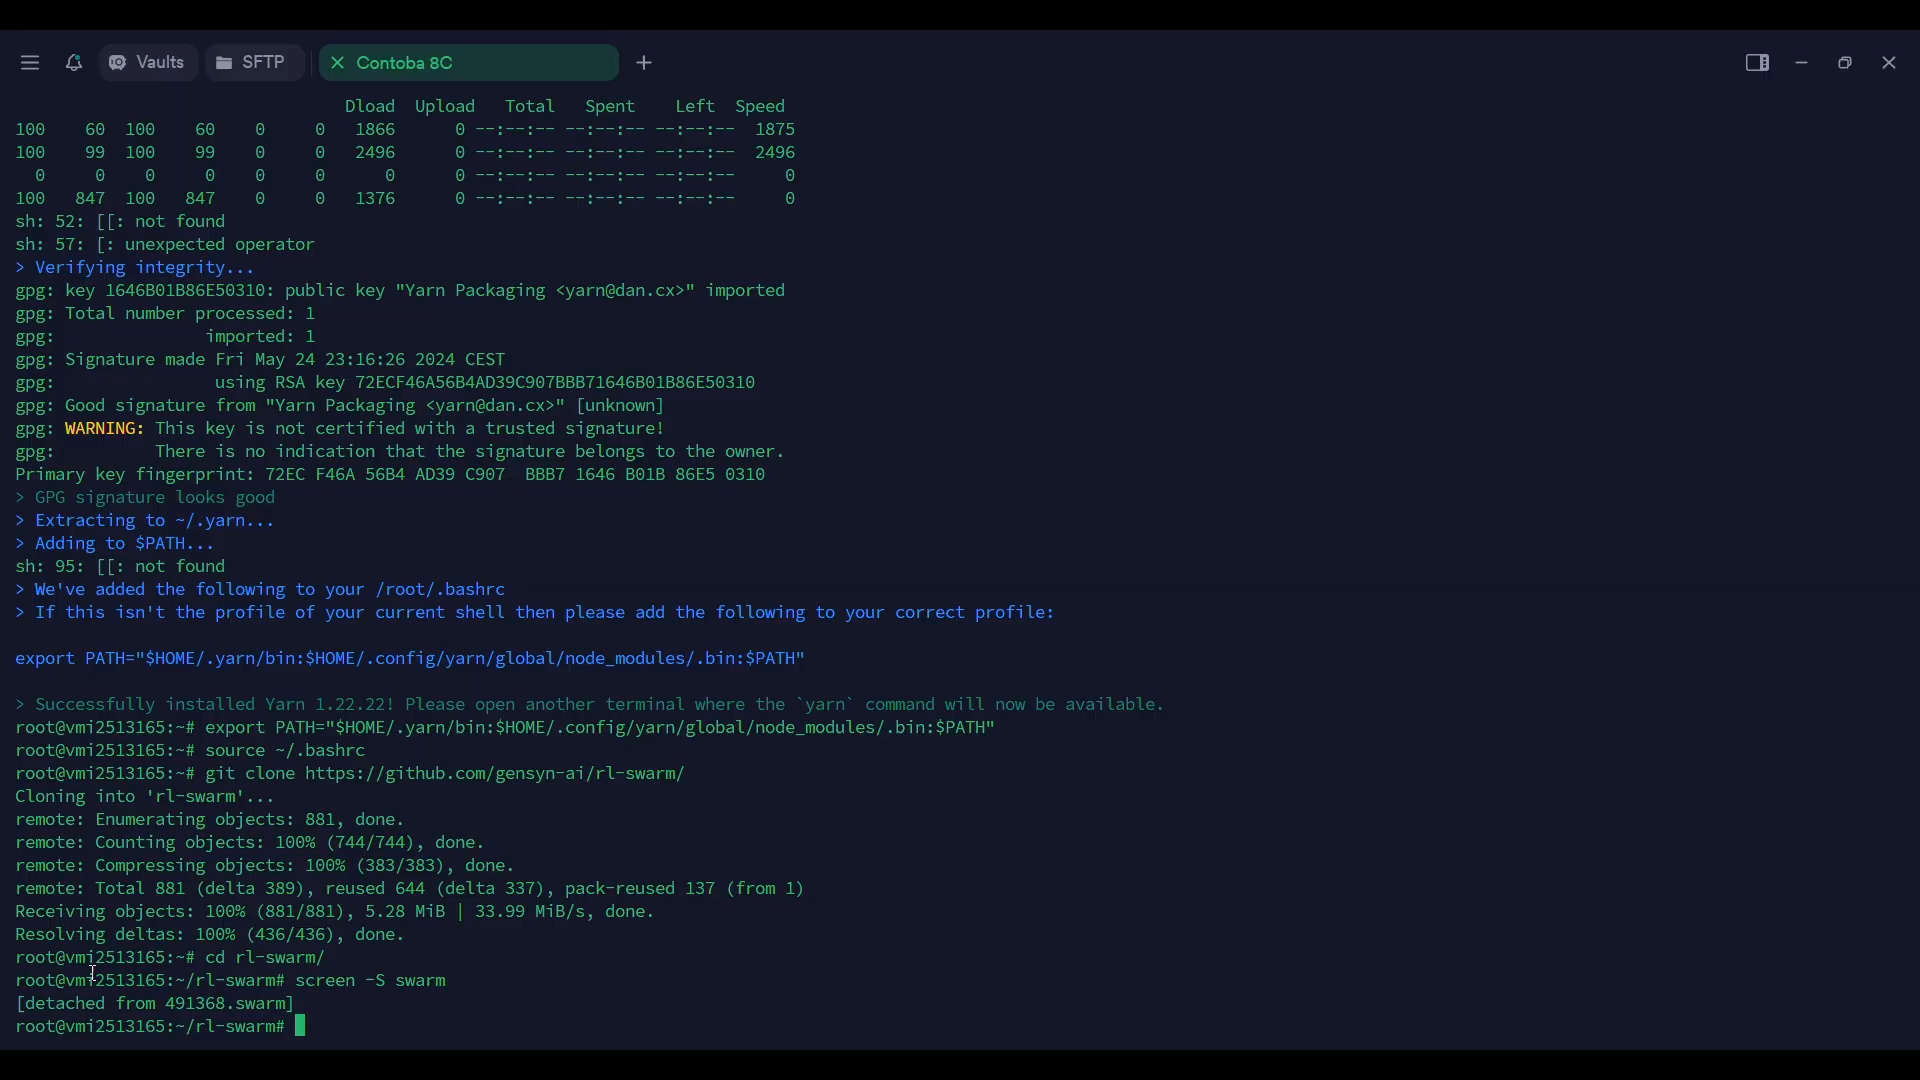 Vaults SFTP Contoba 8C
Dload Upload Total Spent Left Speed
100 60 100 60 0 0 1866 0 --:--:-- --:--:-- --:--:-- 1875
100 99 100 99 0 0 2496 0 --:--:-- --:--:-- --:--:-- 2496
0 0 0 0 0 0 0 0 --:--:-- --:--:-- --:--:-- 0
100 847 100 847 0 0 1376 0 --:--:-- --:--:-- --:--:-- 0
sh: 52: [[: not found
sh: 57: [: unexpected operator
> Verifying integrity...
gpg: key 1646B01B86E50310: public key "Yarn Packaging <yarn@dan.cx>" imported
gpg: Total number processed: 1
gpg: imported: 1
gpg: Signature made Fri May 24 23:16:26 2024 CEST
gpg: using RSA key 72ECF46A56B4AD39C907BBB71646B01B86E50310
gpg: Good signature from "Yarn Packaging <yarn@dan.cx>" [unknown]
gpg: WARNING: This key is not certified with a trusted signature!
gpg: There is no indication that the signature belongs to the owner.
Primary key fingerprint: 72EC F46A 56B4 AD39 C907 BBB7 1646 B01B 86E5 0310
> GPG signature looks good
> Extracting to ~/.yarn...
> Adding to $PATH...
sh: 95: [[: not found
> We've added the following to your /root/.bashrc
> If this isn't the profile of your current shell then please add the following to your correct profile:
export PATH="$HOME/.yarn/bin:$HOME/.config/yarn/global/node_modules/.bin:$PATH"
> Successfully installed Yarn 1.22.22! Please open another terminal where the `yarn` command will now be available.
root@vmi2513165:~# export PATH="$HOME/.yarn/bin:$HOME/.config/yarn/global/node_modules/.bin:$PATH"
root@vmi2513165:~# source ~/.bashrc
root@vmi2513165:~# git clone https://github.com/gensyn-ai/rl-swarm/
Cloning into 'rl-swarm'...
remote: Enumerating objects: 881, done.
remote: Counting objects: 100% (744/744), done.
remote: Compressing objects: 100% (383/383), done.
remote: Total 881 (delta 389), reused 644 (delta 337), pack-reused 137 (from 1)
Receiving objects: 100% (881/881), 5.28 MiB | 33.99 MiB/s, done.
Resolving deltas: 100% (436/436), done.
root@vmi2513165:~# cd rl-swarm/
root@vmi2513165:~/rl-swarm# screen -S swarm
[detached from 491368.swarm]
root@vmi2513165:~/rl-swarm#